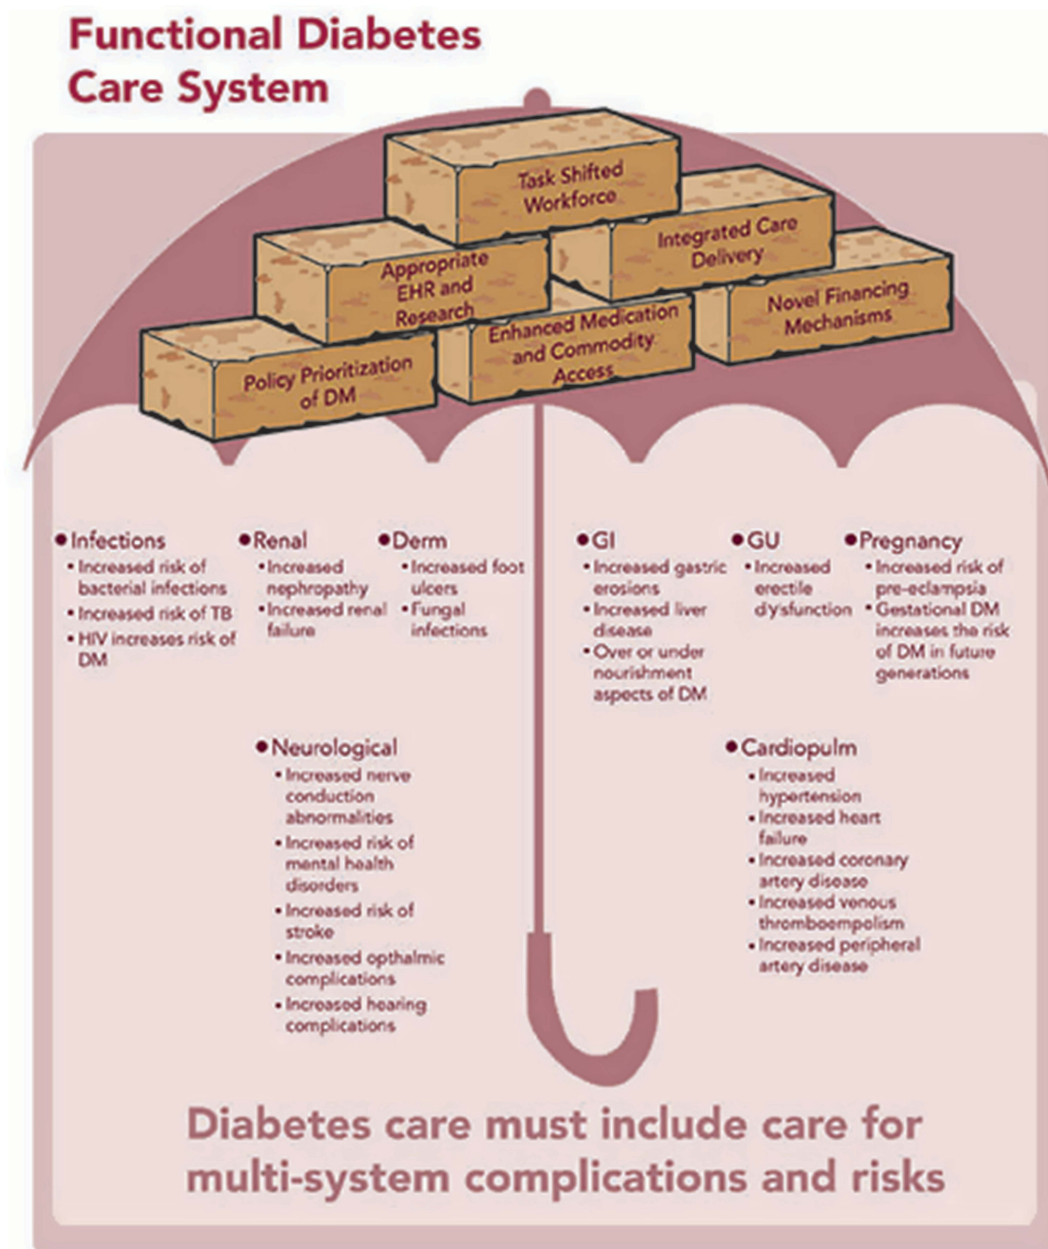 Functional Diabetes
Care System
Task Shifted
Workforce
Appropriate
EHR and
Research
Integrated Care
Delivery
Policy Prioritization
of DM
Enhanced Medication
and Commodity
Access
Novel Financing
Mechanisms
• Infections
• Increased risk of
bacterial infections
• Increased risk of TB
• HIV increases risk of
DM
• Renal
• Increased
nephropathy
• Increased renal
failure
• Derm
• Increased foot
ulcers
• Fungal
infections
• GI
• Increased gastric
erosions
• Increased liver
disease
• Over or under
nourishment
aspects of DM
• GU
• Increased
erectile
dysfunction
• Pregnancy
• Increased risk of
pre-eclampsia
• Gestational DM
increases the risk
of DM in future
generations
• Neurological
• Increased nerve
conduction
abnormalities
• Increased risk of
mental health
disorders
• Increased risk of
stroke
• Increased opthalmic
complications
• Increased hearing
complications
• Cardiopulm
• Increased
hypertension
• Increased heart
failure
• Increased coronary
artery disease
• Increased venous
thromboempolism
• Increased peripheral
artery disease
Diabetes care must include care for
multi-system complications and risks